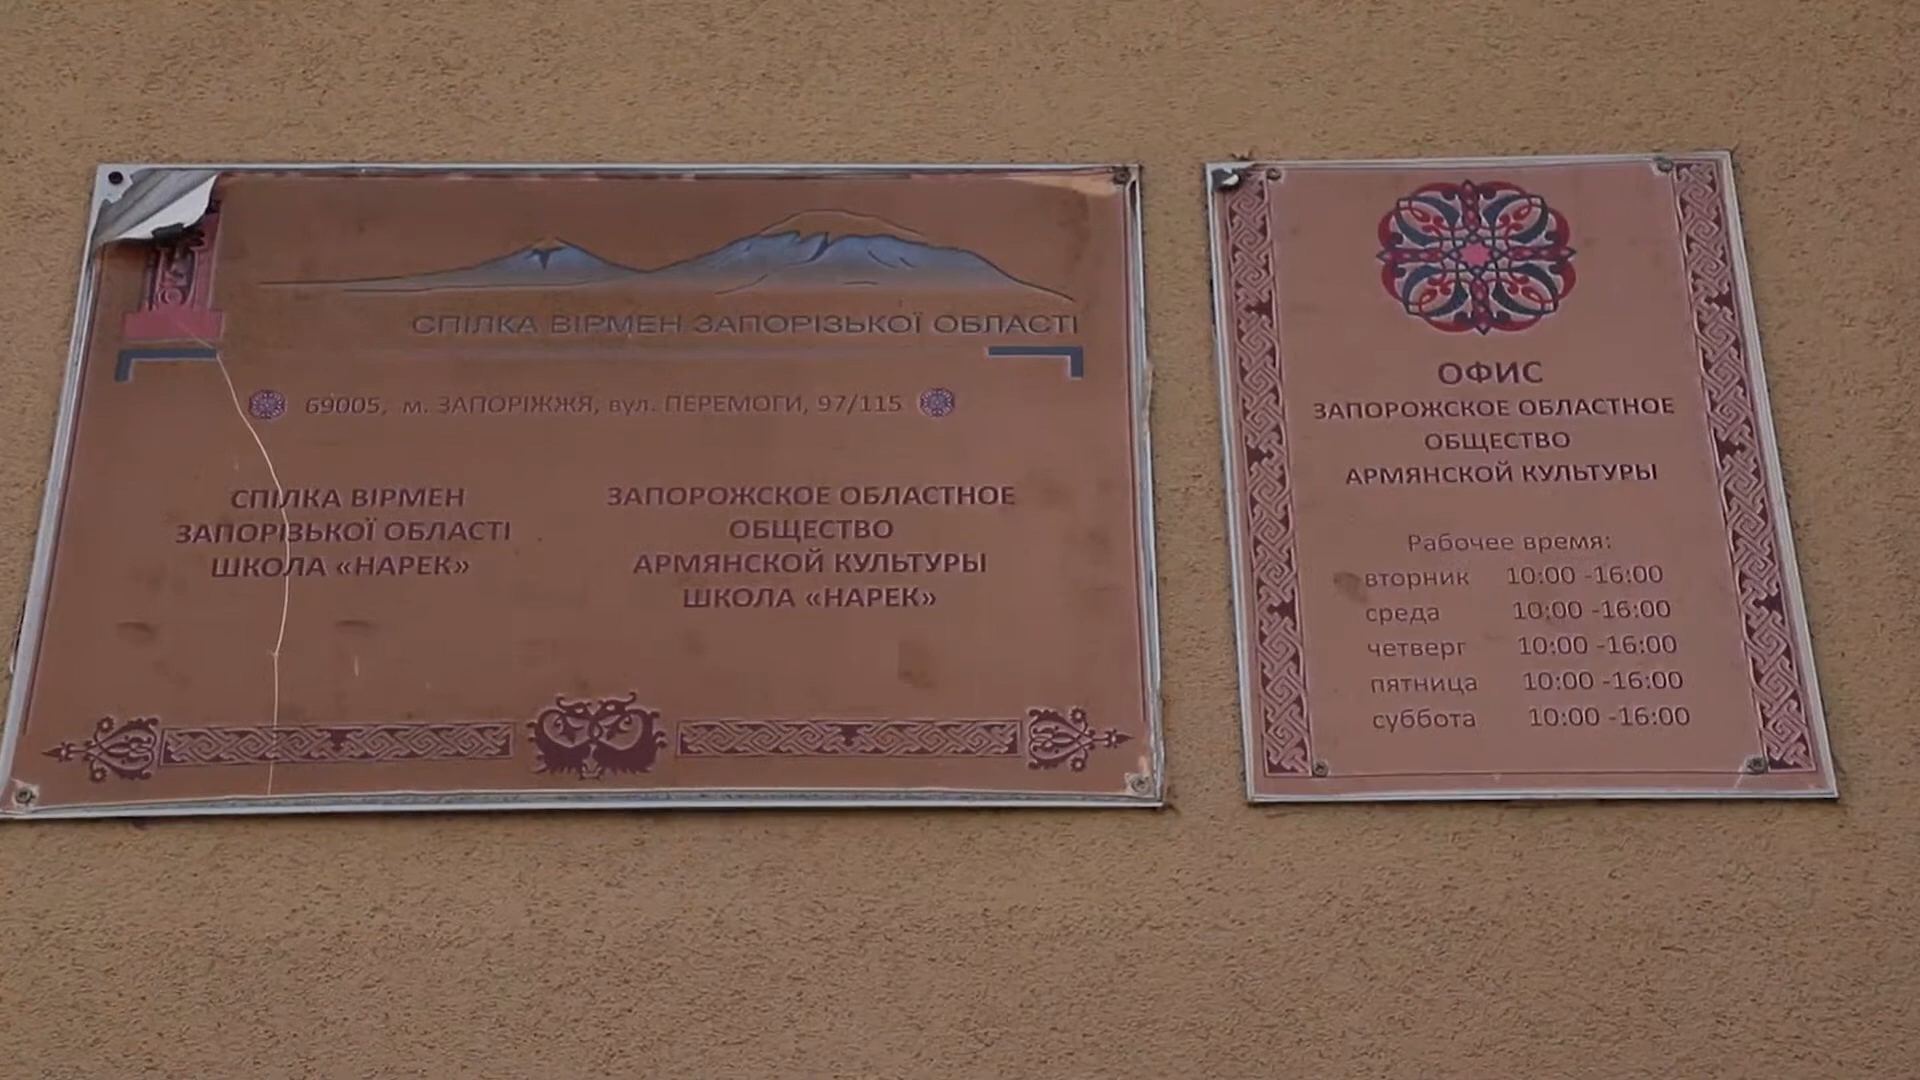 СПІЛКА ВІРМЕН ЗАПОРІЗЬКОЇ ОБЛАСТІ
69005, м. ЗАПОРІЖЖЯ, вул. ПЕРЕМОГИ, 97/115
СПІЛКА ВІРМЕН
ЗАПОРІЗЬКОЇ ОБЛАСТІ
ШКОЛА «НАРЕК»
ЗАПОРОЖСКОЕ ОБЛАСТНОЕ
ОБЩЕСТВО
АРМЯНСКОЙ КУЛЬТУРЫ
ШКОЛА «НАРЕК»
ОФИС
ЗАПОРОЖСКОЕ ОБЛАСТНОЕ
ОБЩЕСТВО
АРМЯНСКОЙ КУЛЬТУРЫ
Рабочее время:
вторник 10:00 -16:00
среда 10:00 -16:00
четверг 10:00 -16:00
пятница 10:00 -16:00
суббота 10:00 -16:00